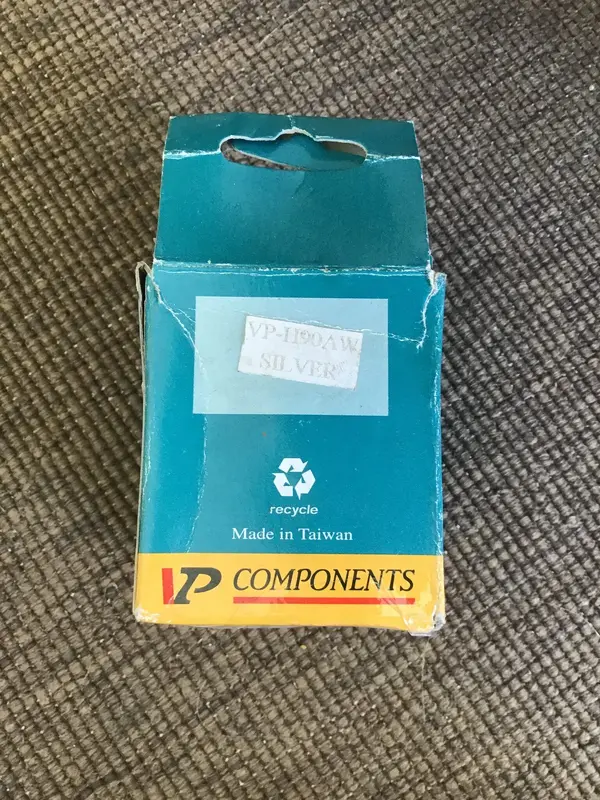 VP-H90AW
SILVER
recycle
Made in Taiwan
VP COMPONENTS